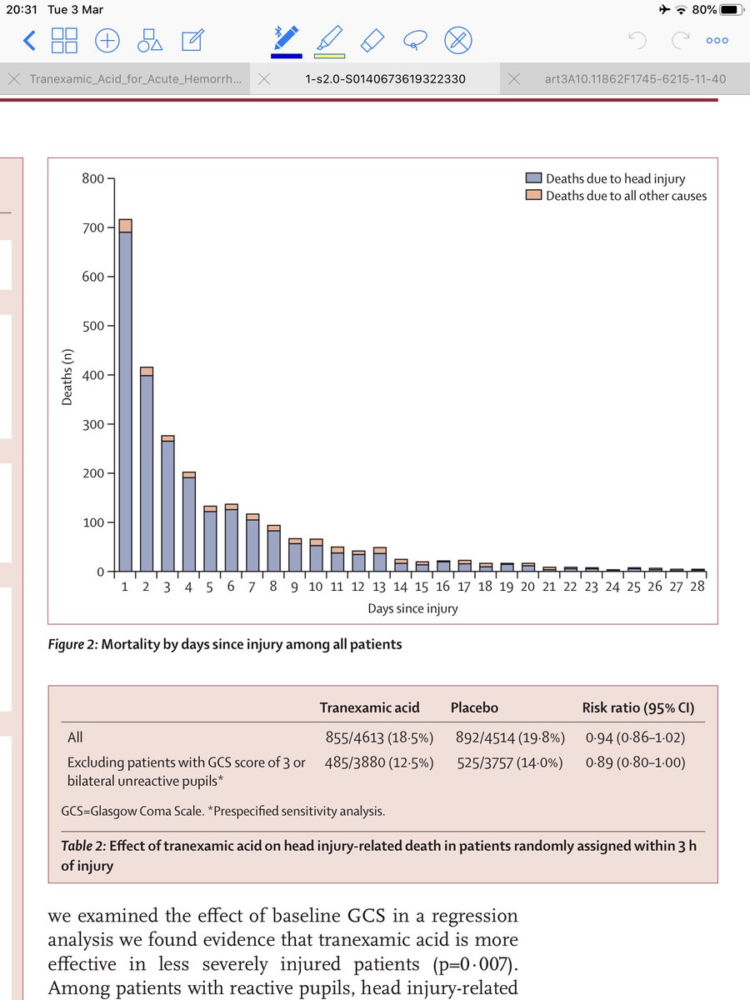 20:31 Tue 3 Mar
80%
Tranexamic_Acid_for_Acute_Hemorrh...
1-s2.0-S0140673619322330
art3A10.11862F1745-6215-11-40
Deaths due to head injury
Deaths due to all other causes
Deaths (n)
800
700
600
500
400
300
200
100
0
1 2 3 4 5 6 7 8 9 10 11 12 13 14 15 16 17 18 19 20 21 22 23 24 25 26 27 28
Days since injury
Figure 2: Mortality by days since injury among all patients
Tranexamic acid Placebo Risk ratio (95% CI)
All 855/4613 (18·5%) 892/4514 (19·8%) 0·94 (0·86–1·02)
Excluding patients with GCS score of 3 or 485/3880 (12·5%) 525/3757 (14·0%) 0·89 (0·80–1·00)
bilateral unreactive pupils*
GCS=Glasgow Coma Scale. *Prespecified sensitivity analysis.
Table 2: Effect of tranexamic acid on head injury-related death in patients randomly assigned within 3 h
of injury
we examined the effect of baseline GCS in a regression
analysis we found evidence that tranexamic acid is more
effective in less severely injured patients (p=0·007).
Among patients with reactive pupils, head injury-related